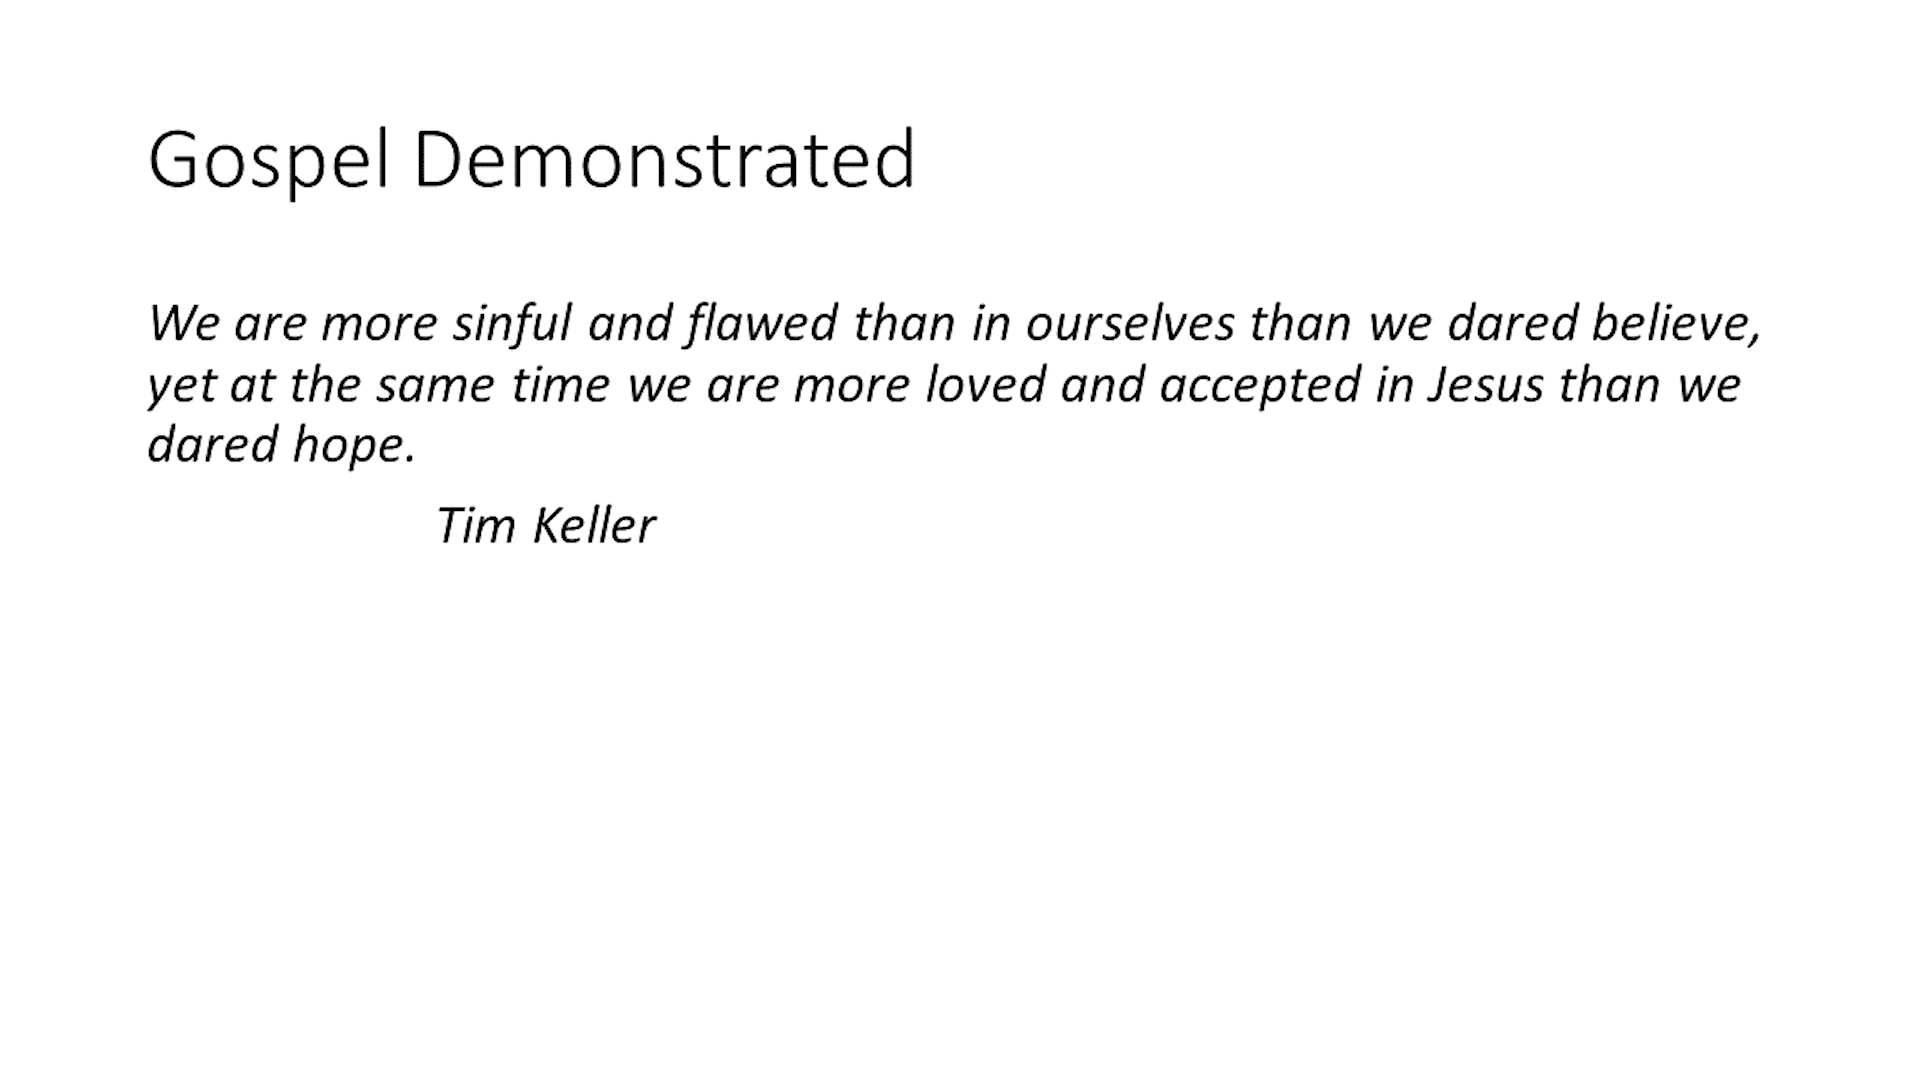 Gospel Demonstrated
We are more sinful and flawed than in ourselves than we dared believe,
yet at the same time we are more loved and accepted in Jesus than we
dared hope.
Tim Keller